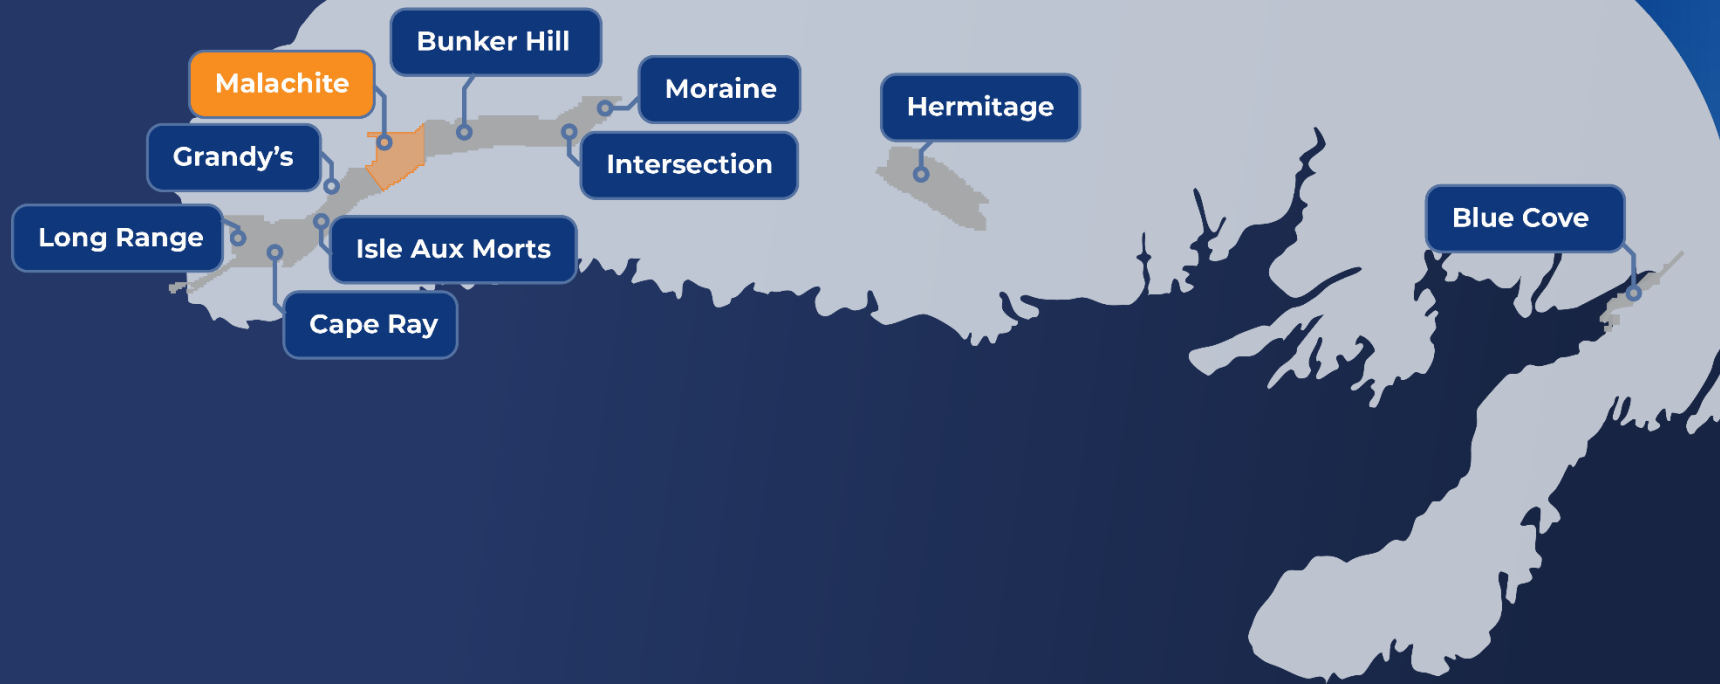 Bunker Hill
Malachite
Moraine
Hermitage
Grandy’s
Intersection
Blue Cove
Long Range
Isle Aux Morts
Cape Ray